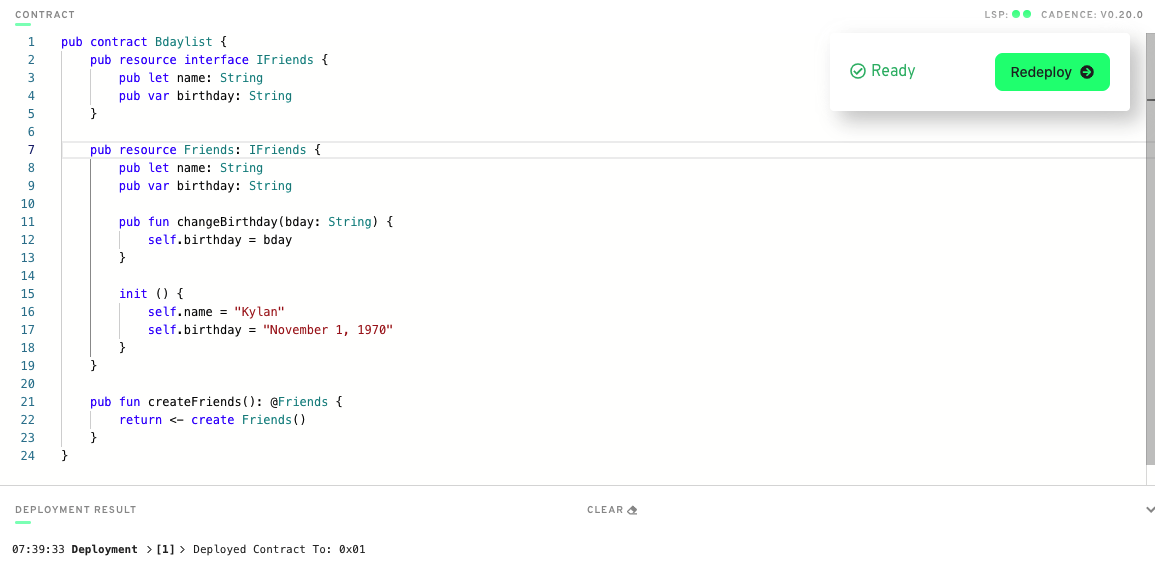 CONTRACT
LSP: CADENCE: V0.20.0
Ready
Redeploy
1 pub contract Bdaylist {
2 pub resource interface IFriends {
3 pub let name: String
4 pub var birthday: String
5 }
6
7 pub resource Friends: IFriends {
8 pub let name: String
9 pub var birthday: String
10
11 pub fun changeBirthday(bday: String) {
12 self.birthday = bday
13 }
14
15 init () {
16 self.name = "Kylan"
17 self.birthday = "November 1, 1970"
18 }
19 }
20
21 pub fun createFriends(): @Friends {
22 return <- create Friends()
23 }
24 }
DEPLOYMENT RESULT
CLEAR
07:39:33 Deployment > [1] > Deployed Contract To: 0x01